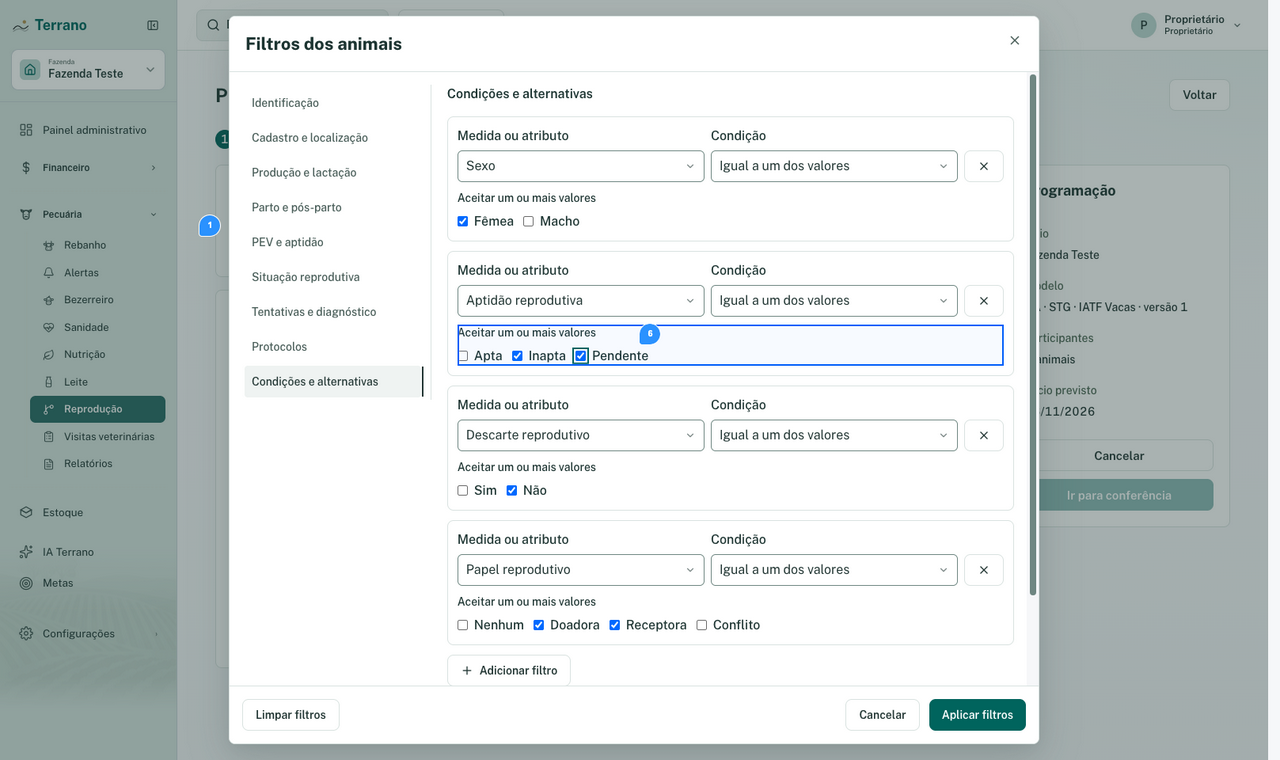 Terrano
Fazenda
Fazenda Teste
Painel administrativo
Financeiro
Pecuária
Rebanho
Alertas
Bezerreiro
Sanidade
Nutrição
Leite
Reprodução
Visitas veterinárias
Relatórios
Estoque
IA Terrano
Metas
Configurações
P
Proprietário
Proprietário
Voltar
1
1
Filtros dos animais
Identificação
Cadastro e localização
Produção e lactação
Parto e pós-parto
PEV e aptidão
Situação reprodutiva
Tentativas e diagnóstico
Protocolos
Condições e alternativas
Condições e alternativas
Medida ou atributo Condição
Sexo Igual a um dos valores
Aceitar um ou mais valores
Fêmea Macho
Medida ou atributo Condição
Aptidão reprodutiva Igual a um dos valores
Aceitar um ou mais valores 6
Apta Inapta Pendente
Medida ou atributo Condição
Descarte reprodutivo Igual a um dos valores
Aceitar um ou mais valores
Sim Não
Medida ou atributo Condição
Papel reprodutivo Igual a um dos valores
Aceitar um ou mais valores
Nenhum Doadora Receptora Conflito
Adicionar filtro
Limpar filtros Cancelar Aplicar filtros
ogramação
io
zenda Teste
delo
. · STG · IATF Vacas · versão 1
rticipantes
animais
cio previsto
/11/2026
Cancelar
Ir para conferência